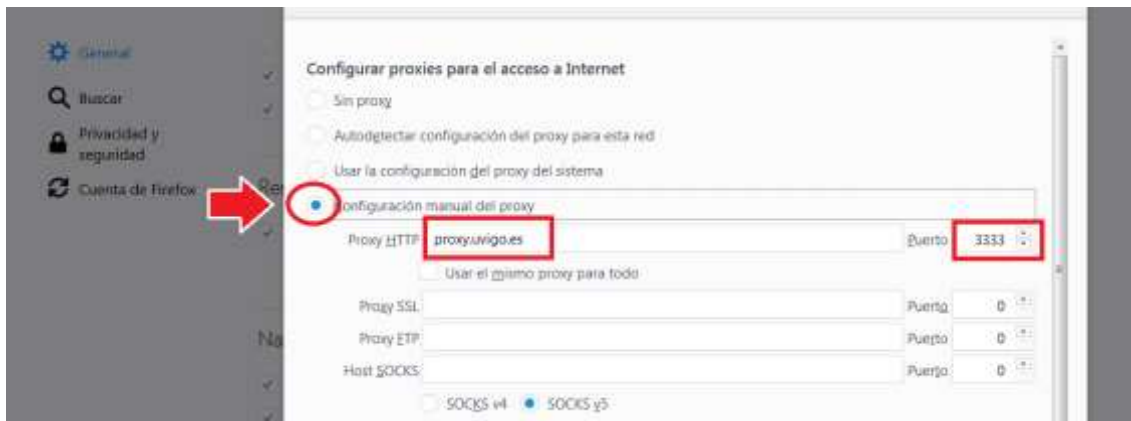 General
Buscar
Privacidad y
seguridad
Cuenta de Firefox
Configurar proxies para el acceso a Internet
Sin proxy
Autodetectar configuración del proxy para esta red
Usar la configuración del proxy del sistema
Configuración manual del proxy
Proxy HTTP proxy.uvigo.es Puerto 3333
Usar el mismo proxy para todo
Proxy SSL Puerto 0
Proxy FTP Puerto 0
Host SOCKS Puerto 0
SOCKS v4 SOCKS v5
Na